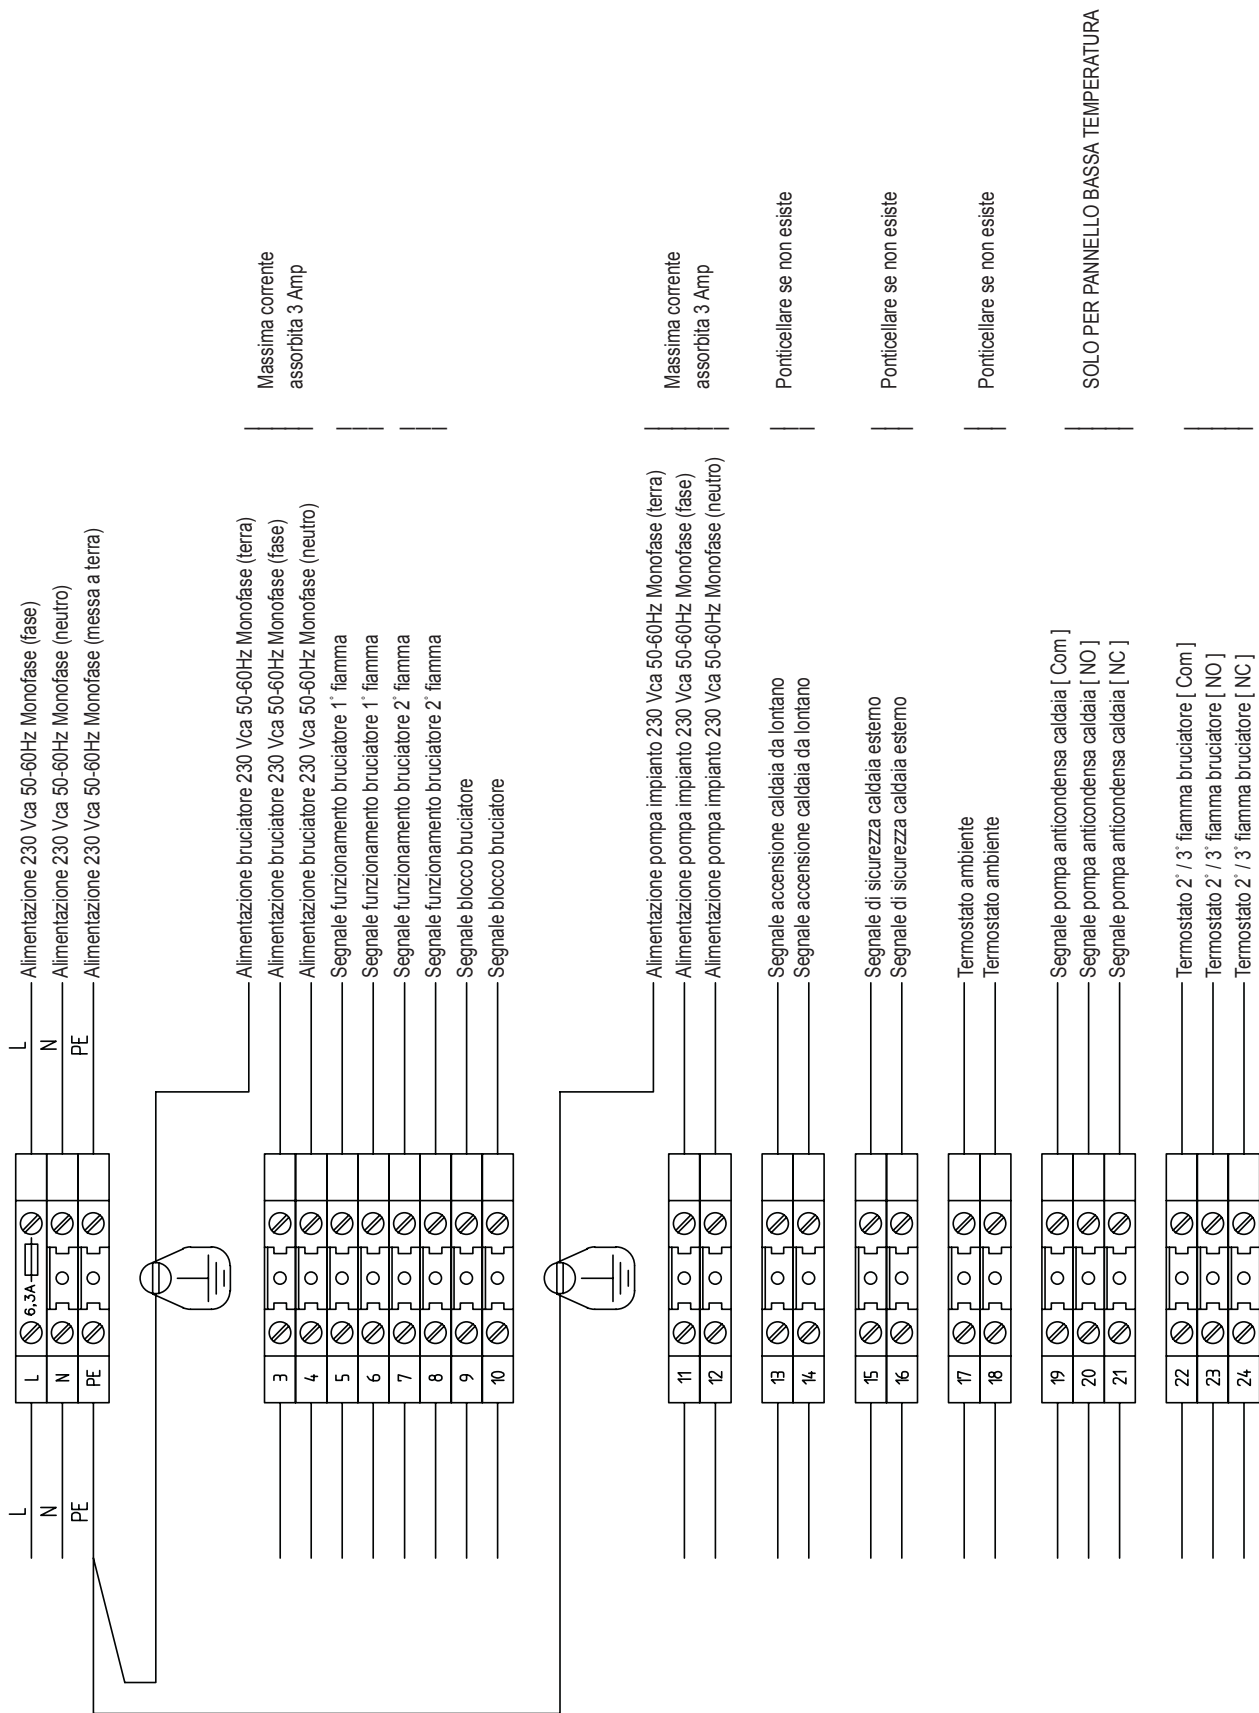 L
N
PE
L
6,3A
N
PE
L
N
PE
Alimentazione 230 Vca 50-60Hz Monofase (fase)
Alimentazione 230 Vca 50-60Hz Monofase (neutro)
Alimentazione 230 Vca 50-60Hz Monofase (messa a terra)
Alimentazione bruciatore 230 Vca 50-60Hz Monofase (terra)
3
Alimentazione bruciatore 230 Vca 50-60Hz Monofase (fase)
4
Alimentazione bruciatore 230 Vca 50-60Hz Monofase (neutro)
Massima corrente
assorbita 3 Amp
5
Segnale funzionamento bruciatore 1° fiamma
6
Segnale funzionamento bruciatore 1° fiamma
7
Segnale funzionamento bruciatore 2° fiamma
8
Segnale funzionamento bruciatore 2° fiamma
9
Segnale blocco bruciatore
10
Segnale blocco bruciatore
Alimentazione pompa impianto 230 Vca 50-60Hz Monofase (terra)
11
Alimentazione pompa impianto 230 Vca 50-60Hz Monofase (fase)
12
Alimentazione pompa impianto 230 Vca 50-60Hz Monofase (neutro)
Massima corrente
assorbita 3 Amp
13
Segnale accensione caldaia da lontano
14
Segnale accensione caldaia da lontano
Ponticellare se non esiste
15
Segnale di sicurezza caldaia esterno
16
Segnale di sicurezza caldaia esterno
Ponticellare se non esiste
17
Termostato ambiente
18
Termostato ambiente
Ponticellare se non esiste
19
Segnale pompa anticondensa caldaia [ Com ]
20
Segnale pompa anticondensa caldaia [ NO ]
21
Segnale pompa anticondensa caldaia [ NC ]
SOLO PER PANNELLO BASSA TEMPERATURA
22
Termostato 2° / 3° fiamma bruciatore [ Com ]
23
Termostato 2° / 3° fiamma bruciatore [ NO ]
24
Termostato 2° / 3° fiamma bruciatore [ NC ]